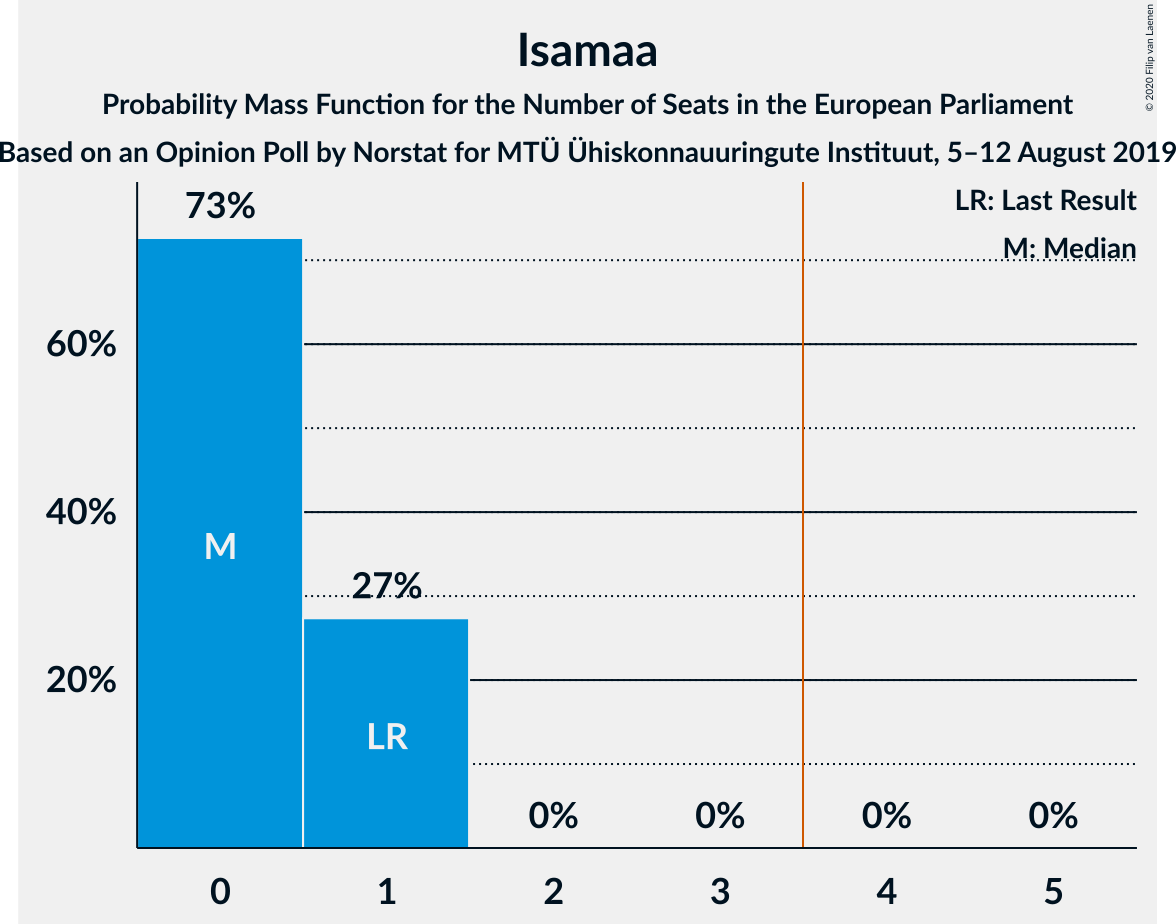 Isamaa
Probability Mass Function for the Number of Seats in the European Parliament
Based on an Opinion Poll by Norstat for MTÜ Ühiskonnauuringute Instituut, 5–12 August 2019
© 2020 Filip van Laenen
LR: Last Result
M: Median
73%
60%
40%
20%
M
27%
LR
0%
0%
0%
0%
0
1
2
3
4
5